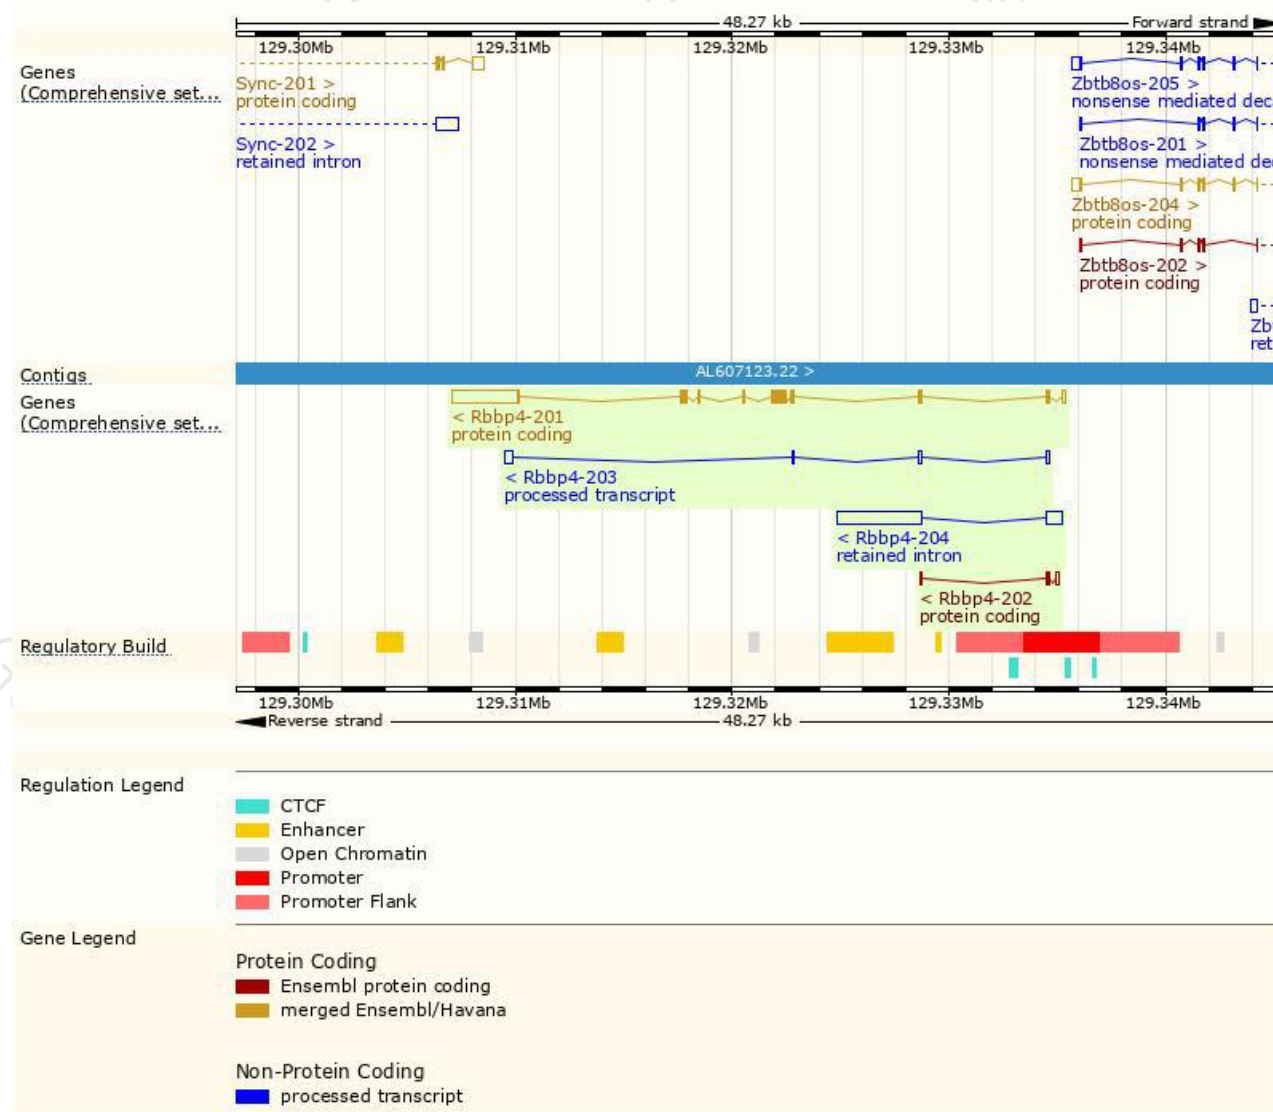 48.27 kb Forward strand
129.30Mb 129.31Mb 129.32Mb 129.33Mb 129.34Mb
Genes
(Comprehensive set...
Sync-201 >
protein coding
Sync-202 >
retained intron
Zbtb8os-205 >
nonsense mediated dec
Zbtb8os-201 >
nonsense mediated de
Zbtb8os-204 >
protein coding
Zbtb8os-202 >
protein coding
Zb
ret
Contigs
AL607123.22 >
Genes
(Comprehensive set...
< Rbbp4-201
protein coding
< Rbbp4-203
processed transcript
< Rbbp4-204
retained intron
< Rbbp4-202
protein coding
Regulatory Build
129.30Mb 129.31Mb 129.32Mb 129.33Mb 129.34Mb
Reverse strand 48.27 kb
Regulation Legend
CTCF
Enhancer
Open Chromatin
Promoter
Promoter Flank
Gene Legend
Protein Coding
Ensembl protein coding
merged Ensembl/Havana
Non-Protein Coding
processed transcript